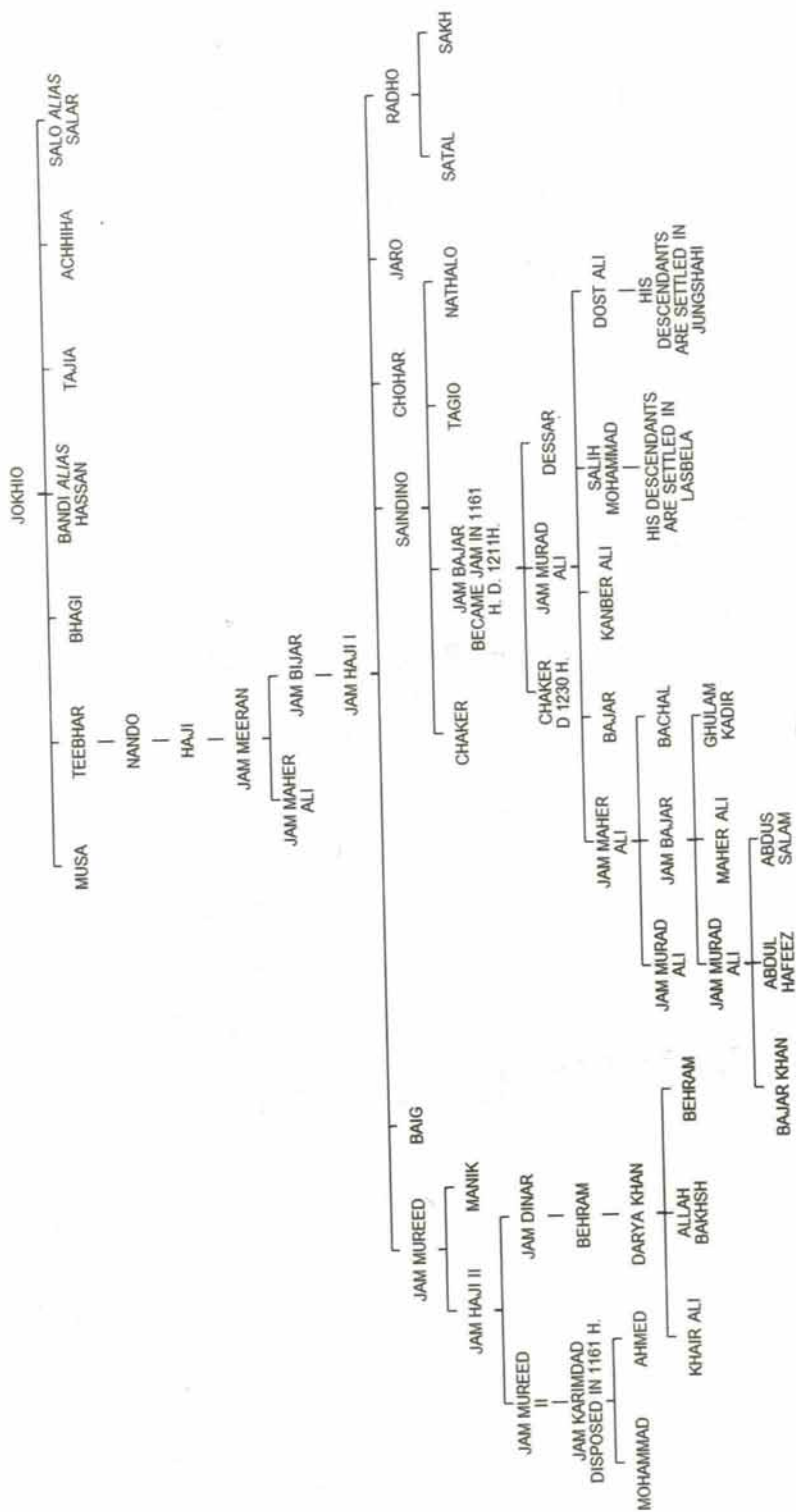 JOKHIO
MUSA
TEEBHAR
BHAGI
BANDI ALIAS
HASSAN
TAJIA
ACHHIHA
SALO ALIAS
SALAR
NANDO
HAJI
JAM MEERAN
JAM MAHER
ALI
JAM BIJAR
JAM HAJI I
JAM MUREED
BAIG
SAINDINO
CHOHAR
JARO
RADHO
JAM HAJI II
MANIK
CHAKER
JAM BAJAR
BECAME JAM IN 1161
H. D. 1211H.
TAGIO
NATHALO
SATAL
SAKH
JAM MUREED
II
JAM DINAR
CHAKER
D 1230 H.
JAM MURAD
ALI
DESSAR
JAM KARIMDAD
DISPOSED IN 1161 H.
BEHRAM
JAM MAHER
ALI
BAJAR
KANBER ALI
SALIH
MOHAMMAD
DOST ALI
MOHAMMAD
AHMED
DARYA KHAN
JAM MURAD
ALI
JAM BAJAR
BACHAL
HIS DESCENDANTS
ARE SETTLED IN
LASBELA
HIS
DESCENDANTS
ARE SETTLED IN
JUNGSHAHI
KHAIR ALI
ALLAH
BAKHSH
BEHRAM
JAM MURAD
ALI
MAHER ALI
GHULAM
KADIR
BAJAR KHAN
ABDUL
HAFEEZ
ABDUS
SALAM